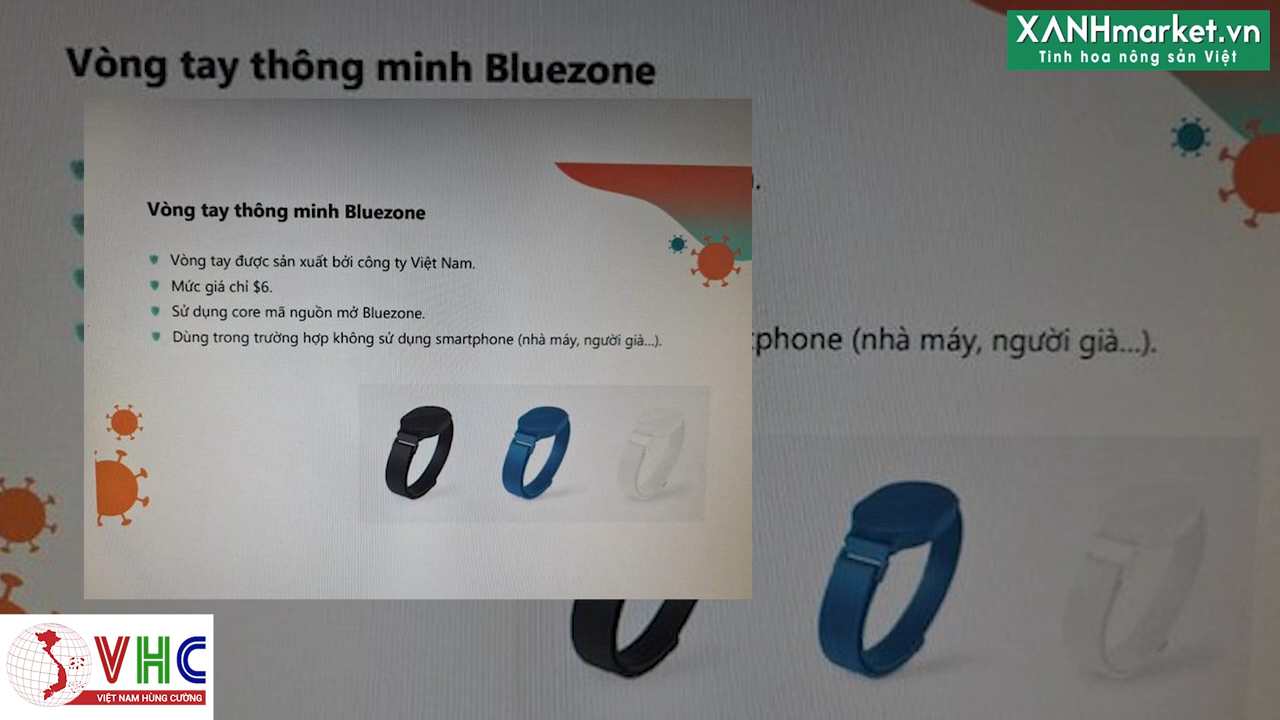 XANHmarket.vn
Tinh hoa nông sản Việt
Vòng tay thông minh Bluezone
Vòng tay thông minh Bluezone
Vòng tay được sản xuất bởi công ty Việt Nam.
Mức giá chỉ $6.
Sử dụng core mã nguồn mở Bluezone.
Dùng trong trường hợp không sử dụng smartphone (nhà máy, người già...).
phone (nhà máy, người già...).
VHC
VIỆT NAM HÙNG CƯỜNG